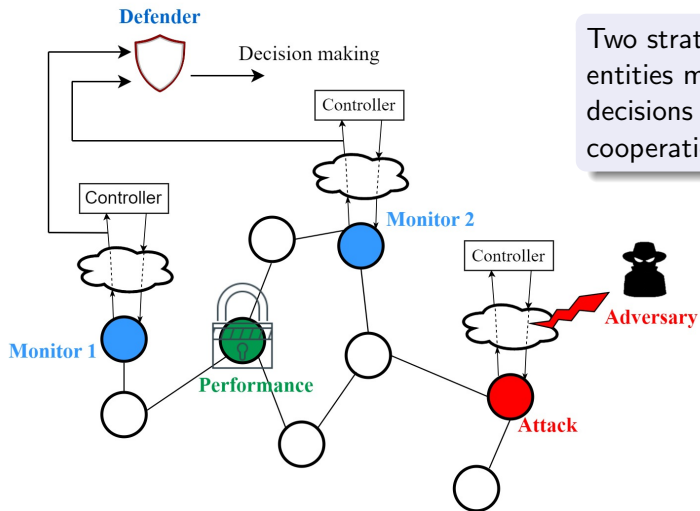 Defender
Decision making
Two strat
entities m
decisions
cooperati
Controller
Controller
Monitor 2
Controller
Adversary
Monitor 1
Performance
Attack